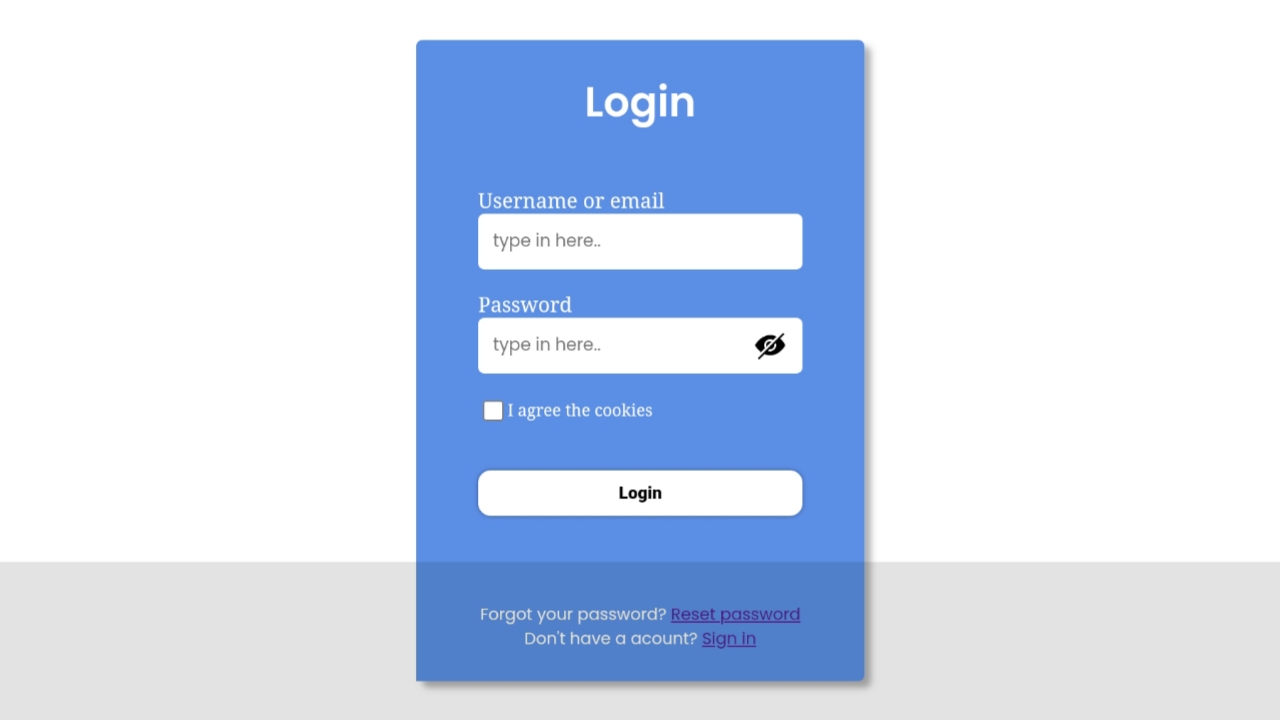 Login
Username or email
type in here..
Password
type in here..
I agree the cookies
Login
Forgot your password? Reset password
Don't have a acount? Sign in